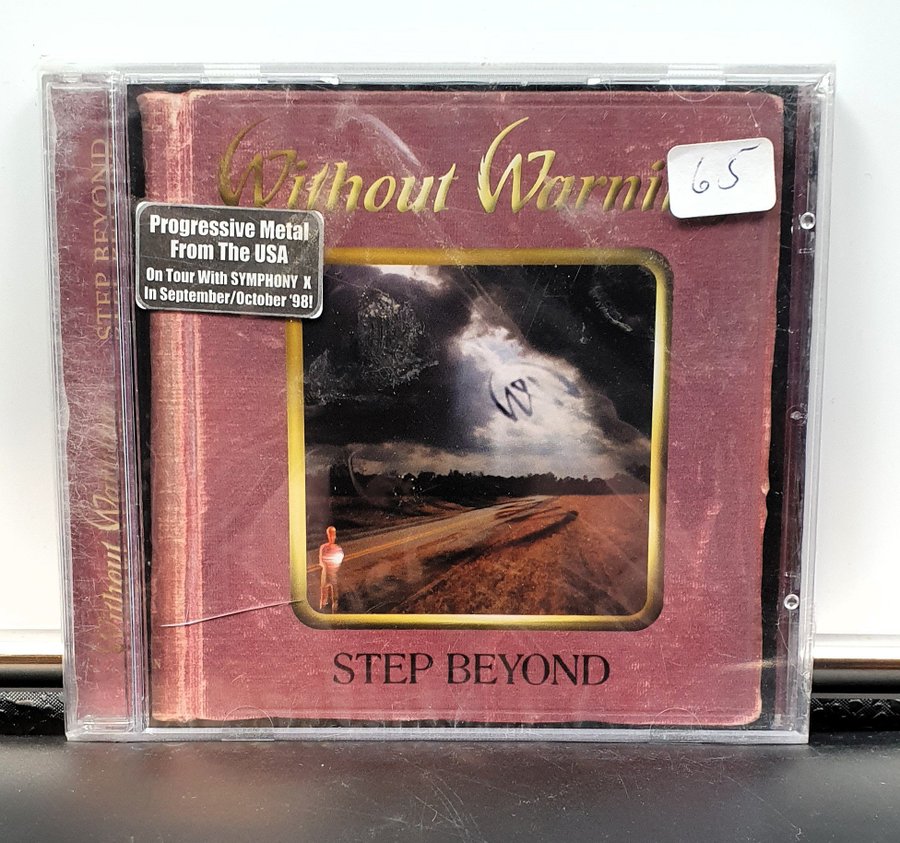 Without Warnin
65
Progressive Metal
From The USA
On Tour With SYMPHONY X
In September/October '98!
STEP BEYOND
Without Warnin
STEP BEYOND